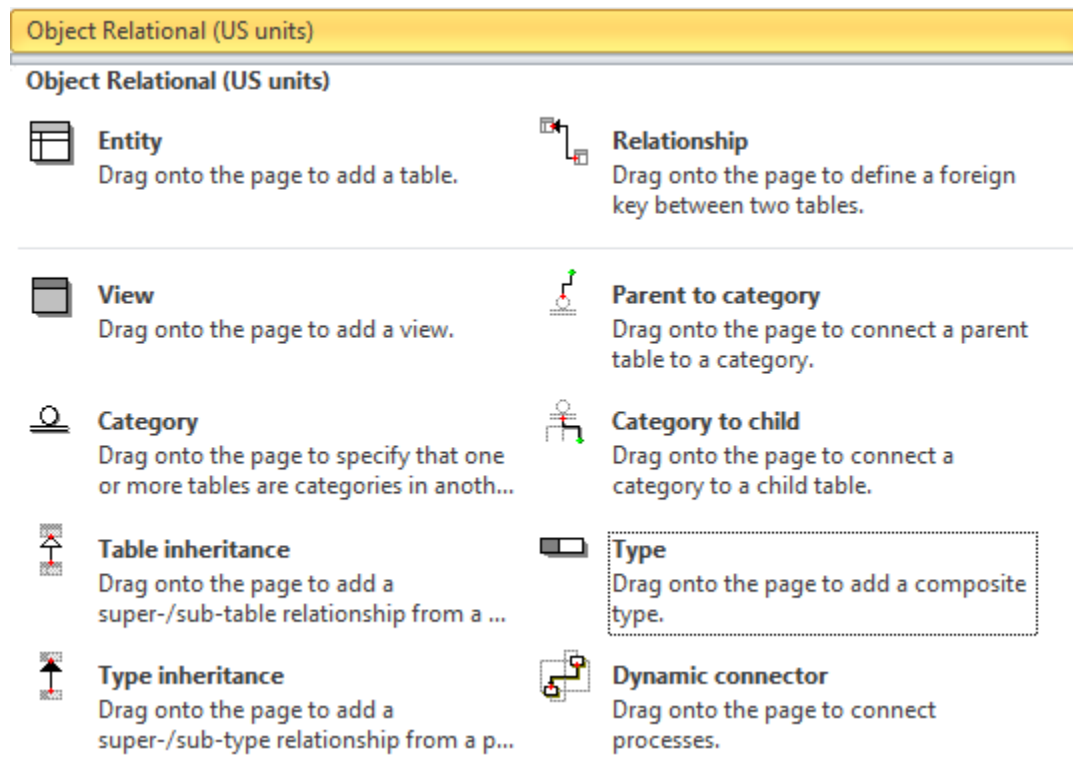 Object Relational (US units)
Object Relational (US units)
Entity
Drag onto the page to add a table.
Relationship
Drag onto the page to define a foreign
key between two tables.
View
Drag onto the page to add a view.
Parent to category
Drag onto the page to connect a parent
table to a category.
Category
Drag onto the page to specify that one
or more tables are categories in anoth...
Category to child
Drag onto the page to connect a
category to a child table.
Table inheritance
Drag onto the page to add a
super-/sub-table relationship from a ...
Type
Drag onto the page to add a composite
type.
Type inheritance
Drag onto the page to add a
super-/sub-type relationship from a p...
Dynamic connector
Drag onto the page to connect
processes.